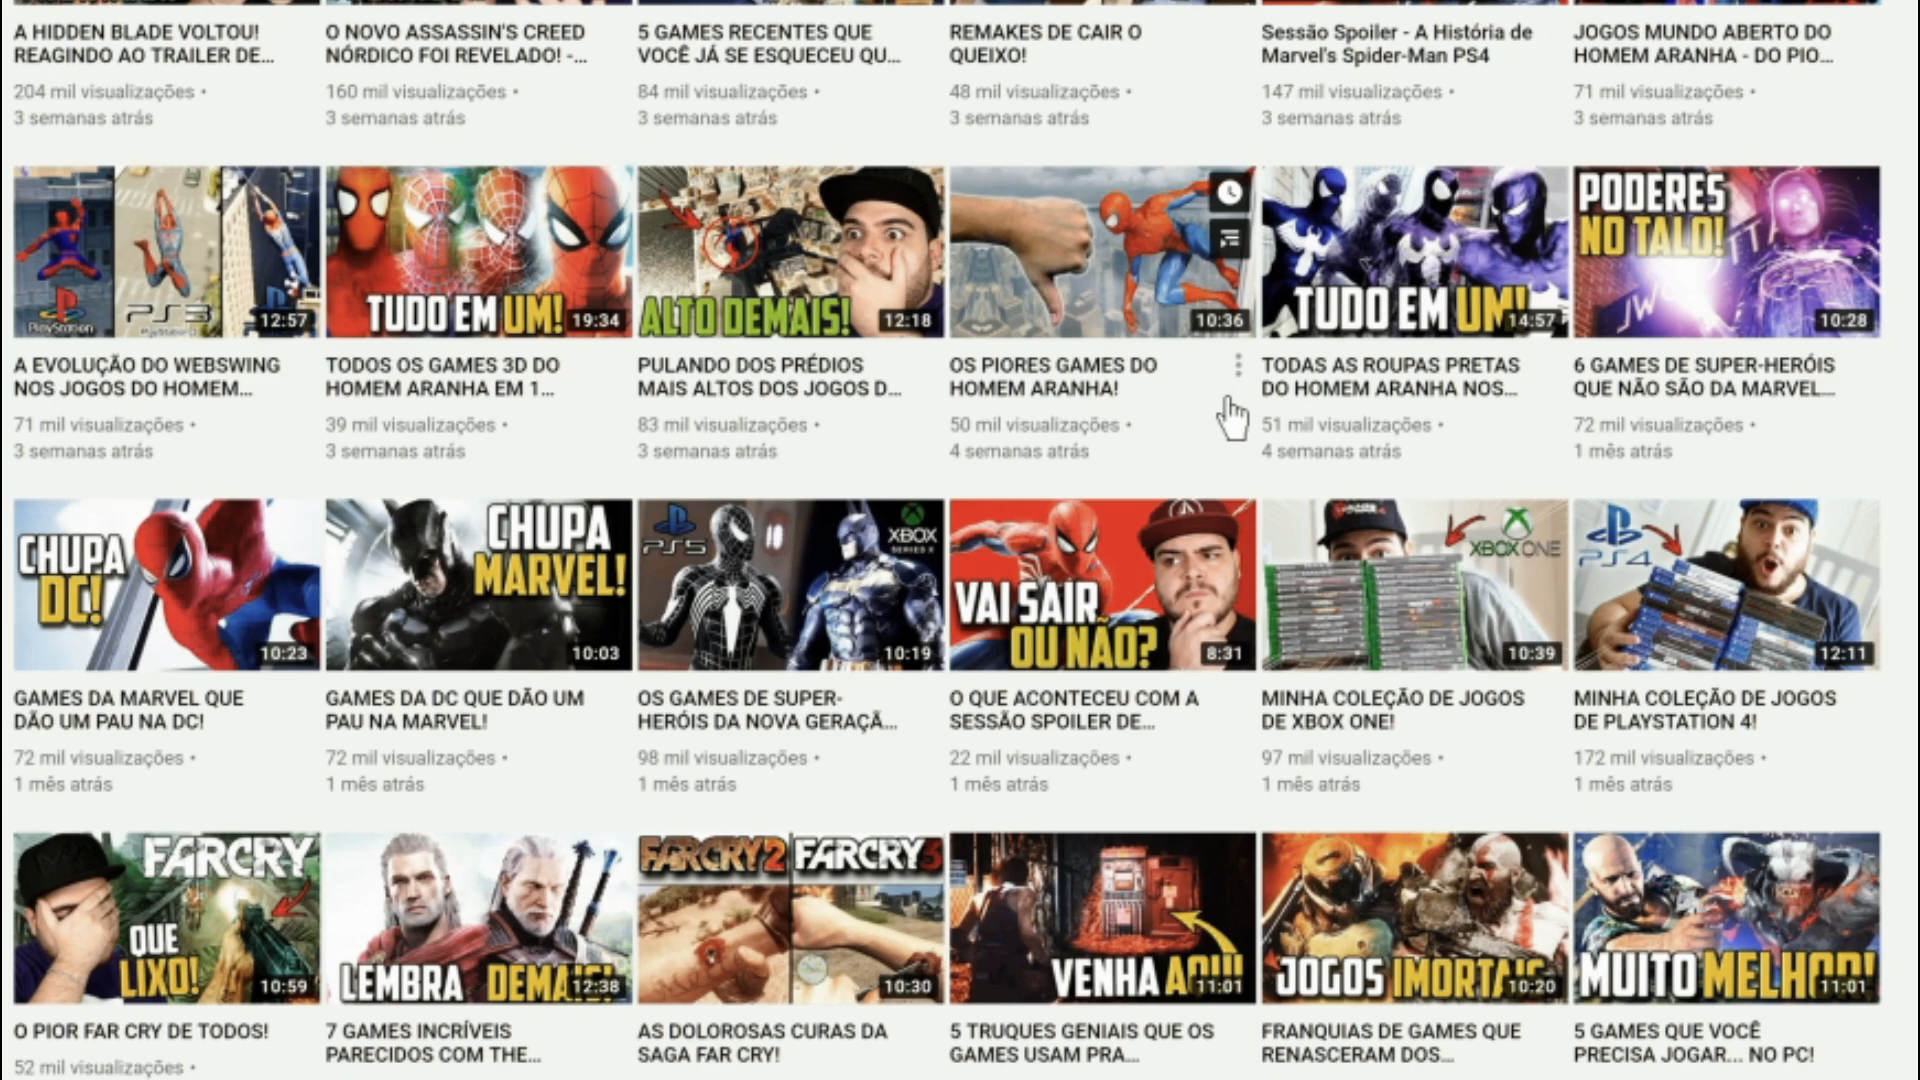 A HIDDEN BLADE VOLTOU!
REAGINDO AO TRAILER DE...
204 mil visualizações •
3 semanas atrás
O NOVO ASSASSIN'S CREED
NÓRDICO FOI REVELADO! -...
160 mil visualizações •
3 semanas atrás
5 GAMES RECENTES QUE
VOCÊ JÁ SE ESQUECEU QU...
84 mil visualizações •
3 semanas atrás
REMAKES DE CAIR O
QUEIXO!
48 mil visualizações •
3 semanas atrás
Sessão Spoiler - A História de
Marvel's Spider-Man PS4
147 mil visualizações •
3 semanas atrás
JOGOS MUNDO ABERTO DO
HOMEM ARANHA - DO PIO...
71 mil visualizações •
3 semanas atrás
PlayStation
PS3
PlayStation 3
12:57
A EVOLUÇÃO DO WEBSWING
NOS JOGOS DO HOMEM...
71 mil visualizações •
3 semanas atrás
TUDO EM UM!
19:34
TODOS OS GAMES 3D DO
HOMEM ARANHA EM 1...
39 mil visualizações •
3 semanas atrás
ALTO DEMAIS!
12:18
PULANDO DOS PRÉDIOS
MAIS ALTOS DOS JOGOS D...
83 mil visualizações •
3 semanas atrás
10:36
OS PIORES GAMES DO
HOMEM ARANHA!
50 mil visualizações •
4 semanas atrás
TUDO EM UM!
14:57
TODAS AS ROUPAS PRETAS
DO HOMEM ARANHA NOS...
51 mil visualizações •
4 semanas atrás
PODERES
NO TALO!
10:28
6 GAMES DE SUPER-HERÓIS
QUE NÃO SÃO DA MARVEL...
72 mil visualizações •
1 mês atrás
CHUPA
DC!
10:23
GAMES DA MARVEL QUE
DÃO UM PAU NA DC!
72 mil visualizações •
1 mês atrás
CHUPA
MARVEL!
10:03
GAMES DA DC QUE DÃO UM
PAU NA MARVEL!
72 mil visualizações •
1 mês atrás
PS5
XBOX
SERIES X
10:19
OS GAMES DE SUPER-
HERÓIS DA NOVA GERAÇÃ...
98 mil visualizações •
1 mês atrás
VAI SAIR
OU NÃO?
8:31
O QUE ACONTECEU COM A
SESSÃO SPOILER DE...
22 mil visualizações •
1 mês atrás
XBOX ONE
10:39
MINHA COLEÇÃO DE JOGOS
DE XBOX ONE!
97 mil visualizações •
1 mês atrás
PS4
12:11
MINHA COLEÇÃO DE JOGOS
DE PLAYSTATION 4!
172 mil visualizações •
1 mês atrás
FARCRY
QUE
LIXO!
10:59
O PIOR FAR CRY DE TODOS!
52 mil visualizações •
LEMBRA DEMAIS!
12:38
7 GAMES INCRÍVEIS
PARECIDOS COM THE...
FARCRY2 FARCRY3
10:30
AS DOLOROSAS CURAS DA
SAGA FAR CRY!
VENHA AQUI!
11:01
5 TRUQUES GENIAIS QUE OS
GAMES USAM PRA...
JOGOS IMORTAIS
10:20
FRANQUIAS DE GAMES QUE
RENASCERAM DOS...
MUITO MELHOR!
11:01
5 GAMES QUE VOCÊ
PRECISA JOGAR... NO PC!